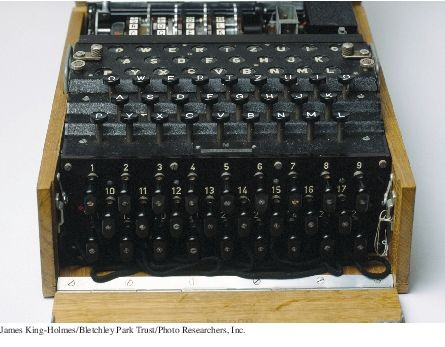 W E R T Z U
D F G H J K
P Y X C V B N M L
Q W E R T Z U I O
A S D F G H J K
P Y X C V B N M L
1 2 3 4 5 6 7 8 9
10 11 12 13 14 15 16 17
James King-Holmes/Bletchley Park Trust/Photo Researchers, Inc.